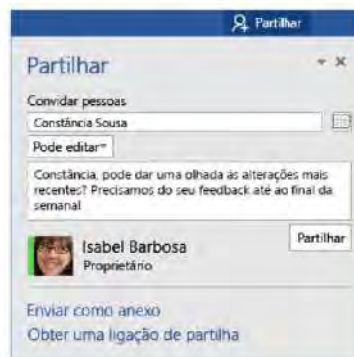 Partilhar
Partilhar
Convidar pessoas
Constância Sousa
Pode editar
Constância, pode dar uma olhada às alterações mais
recentes? Precisamos do seu feedback até ao final da
semana!
Partilhar
Isabel Barbosa
Proprietário
Enviar como anexo
Obter uma ligação de partilha